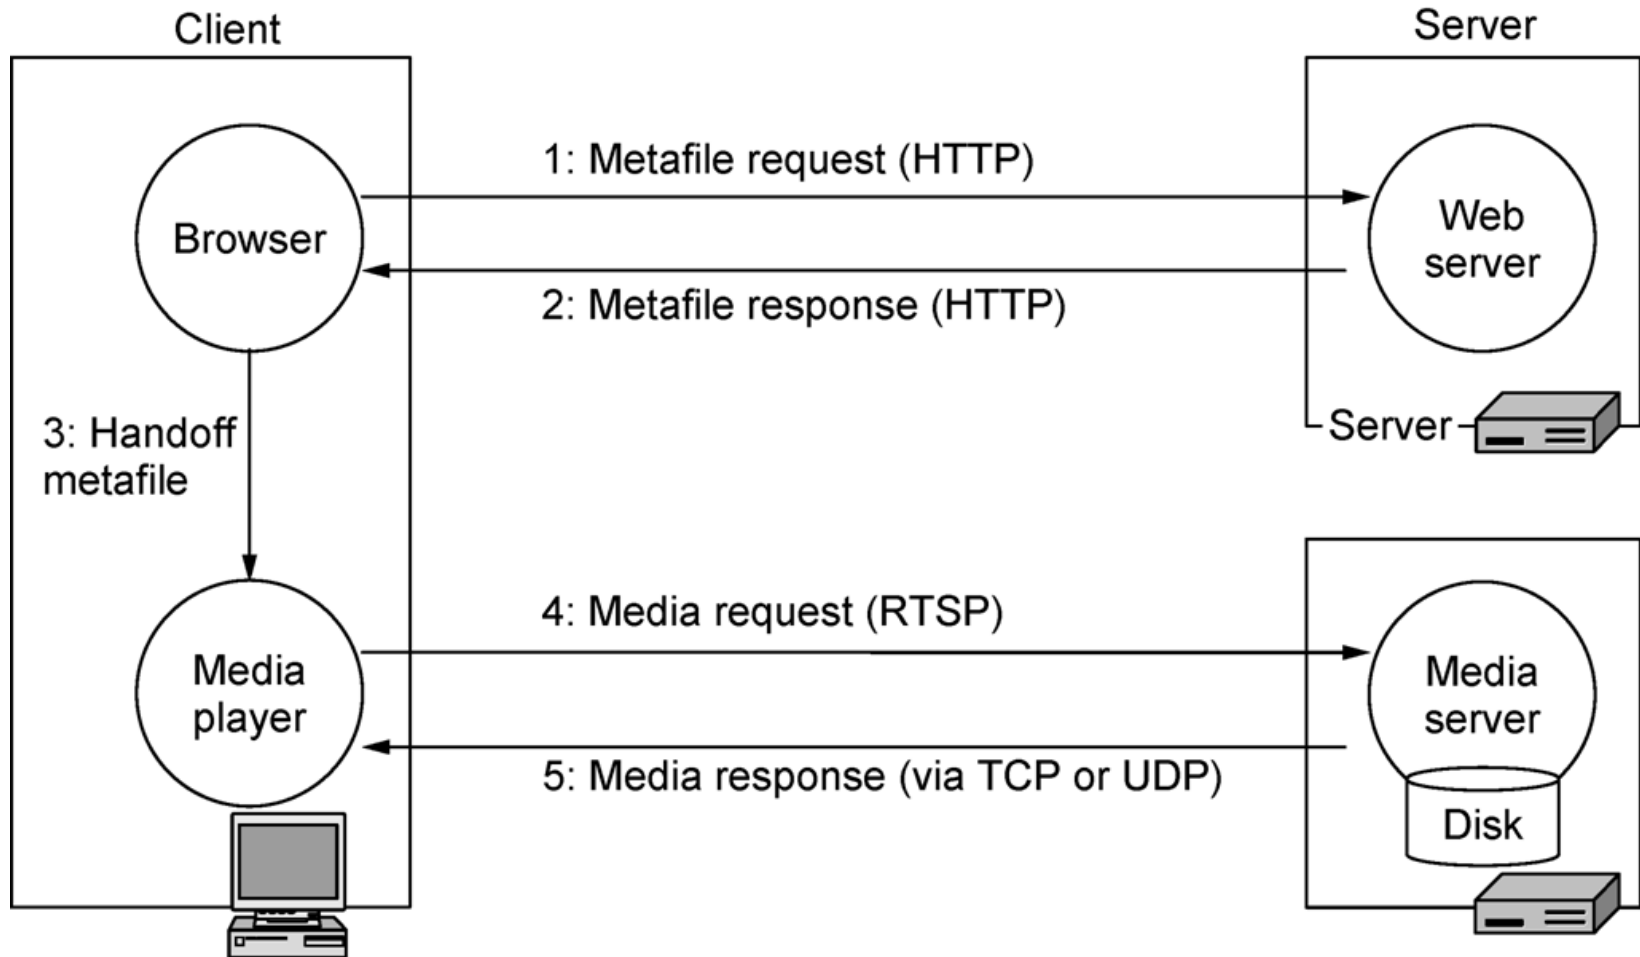 Client
Server
1: Metafile request (HTTP)
Browser
Web
server
2: Metafile response (HTTP)
3: Handoff
metafile
Server
4: Media request (RTSP)
Media
player
Media
server
5: Media response (via TCP or UDP)
Disk